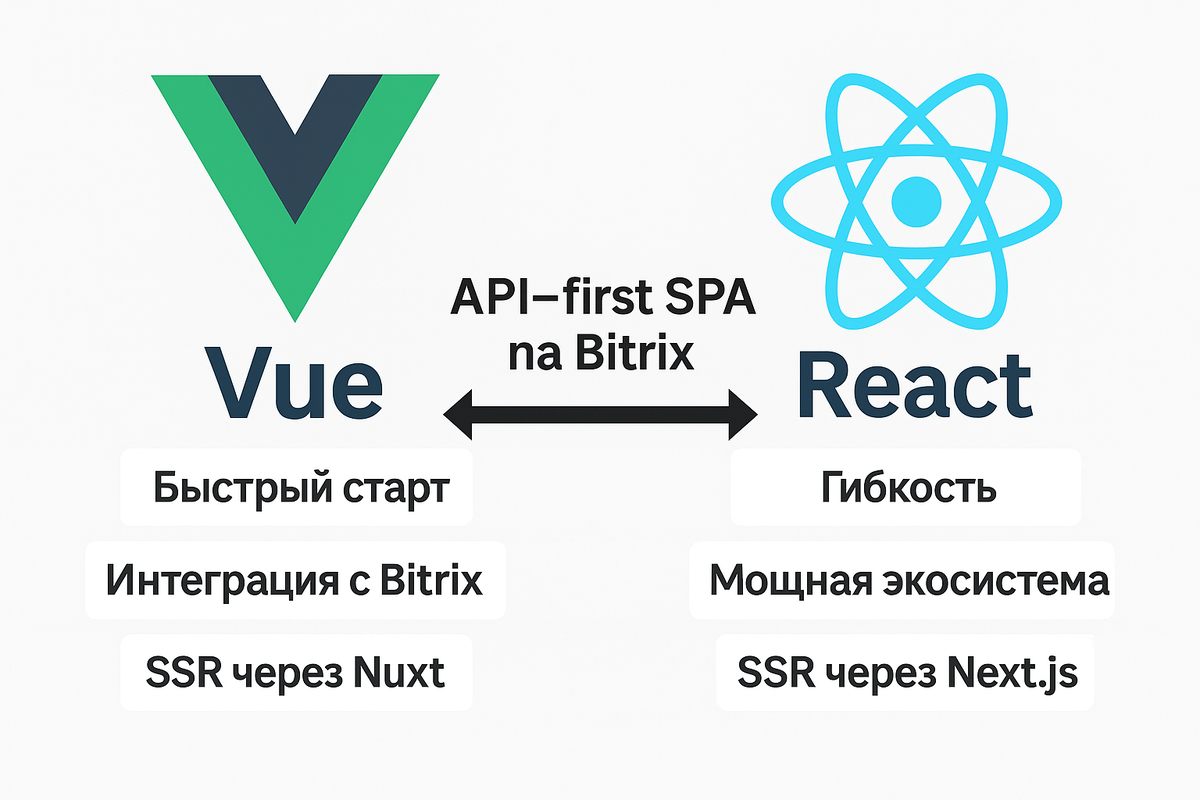 API–first SPA
na Bitrix
Vue
React
Быстрый старт
Гибкость
Интеграция с Bitrix
Мощная экосистема
SSR через Nuxt
SSR через Next.js